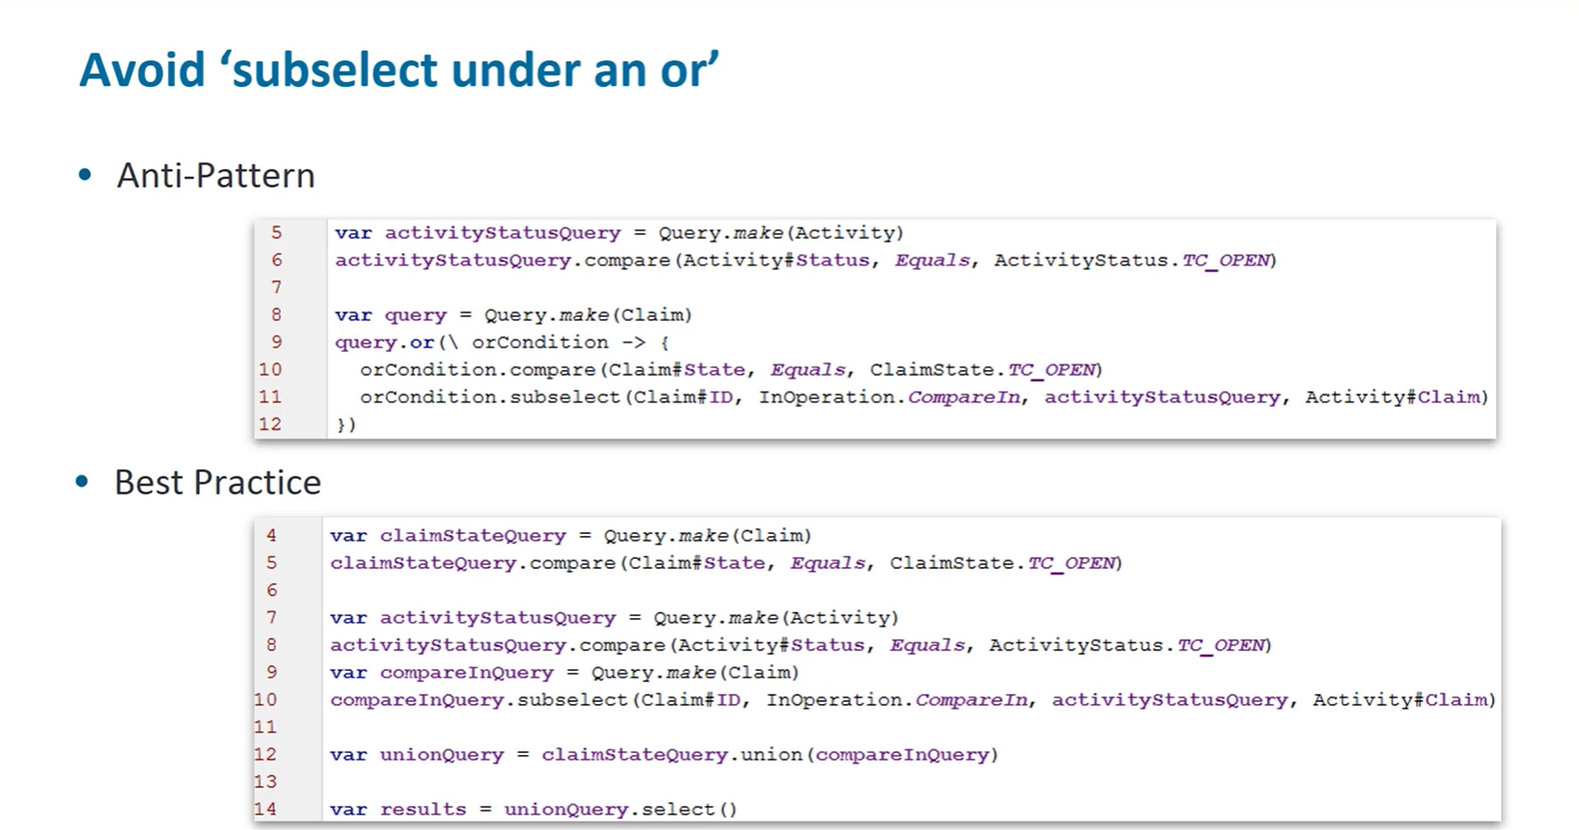 Avoid ‘subselect under an or’
• Anti-Pattern
5 var activityStatusQuery = Query.make(Activity)
6 activityStatusQuery.compare(Activity#Status, Equals, ActivityStatus.TC_OPEN)
7
8 var query = Query.make(Claim)
9 query.or(\ orCondition -> {
10 orCondition.compare(Claim#State, Equals, ClaimState.TC_OPEN)
11 orCondition.subselect(Claim#ID, InOperation.CompareIn, activityStatusQuery, Activity#Claim)
12 })
• Best Practice
4 var claimStateQuery = Query.make(Claim)
5 claimStateQuery.compare(Claim#State, Equals, ClaimState.TC_OPEN)
6
7 var activityStatusQuery = Query.make(Activity)
8 activityStatusQuery.compare(Activity#Status, Equals, ActivityStatus.TC_OPEN)
9 var compareInQuery = Query.make(Claim)
10 compareInQuery.subselect(Claim#ID, InOperation.CompareIn, activityStatusQuery, Activity#Claim)
11
12 var unionQuery = claimStateQuery.union(compareInQuery)
13
14 var results = unionQuery.select()